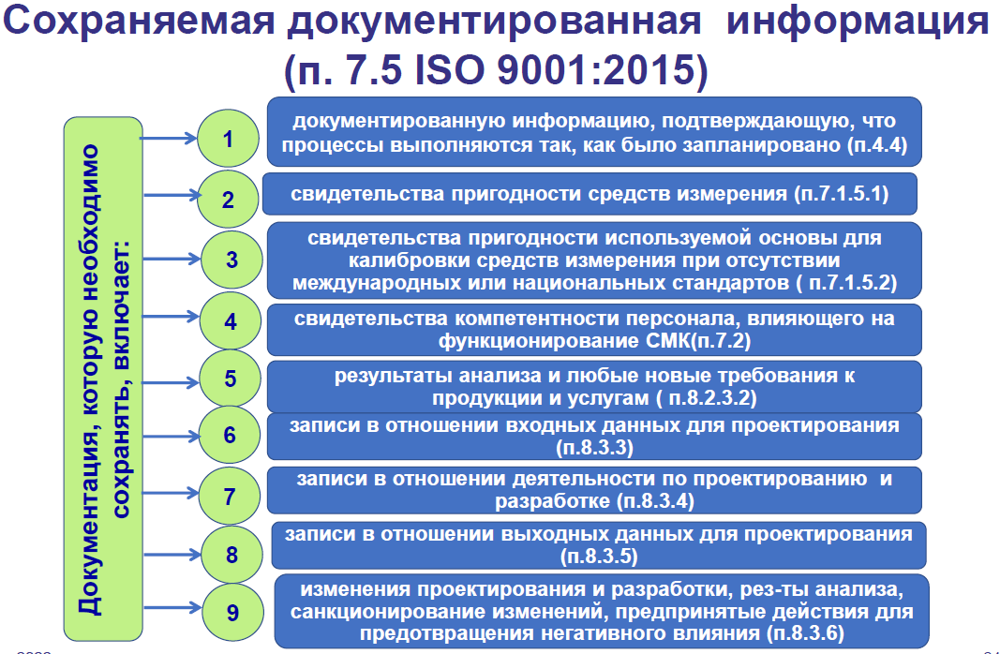 Сохраняемая документированная информация
(п. 7.5 ISO 9001:2015)
Документация, которую необходимо
сохранять, включает:
1
документированную информацию, подтверждающую, что
процессы выполняются так, как было запланировано (п.4.4)
2
свидетельства пригодности средств измерения (п.7.1.5.1)
3
свидетельства пригодности используемой основы для
калибровки средств измерения при отсутствии
международных или национальных стандартов ( п.7.1.5.2)
4
свидетельства компетентности персонала, влияющего на
функционирование СМК(п.7.2)
5
результаты анализа и любые новые требования к
продукции и услугам ( п.8.2.3.2)
6
записи в отношении входных данных для проектирования
(п.8.3.3)
7
записи в отношении деятельности по проектированию и
разработке (п.8.3.4)
8
записи в отношении выходных данных для проектирования
(п.8.3.5)
9
изменения проектирования и разработки, рез-ты анализа,
санкционирование изменений, предпринятые действия для
предотвращения негативного влияния (п.8.3.6)